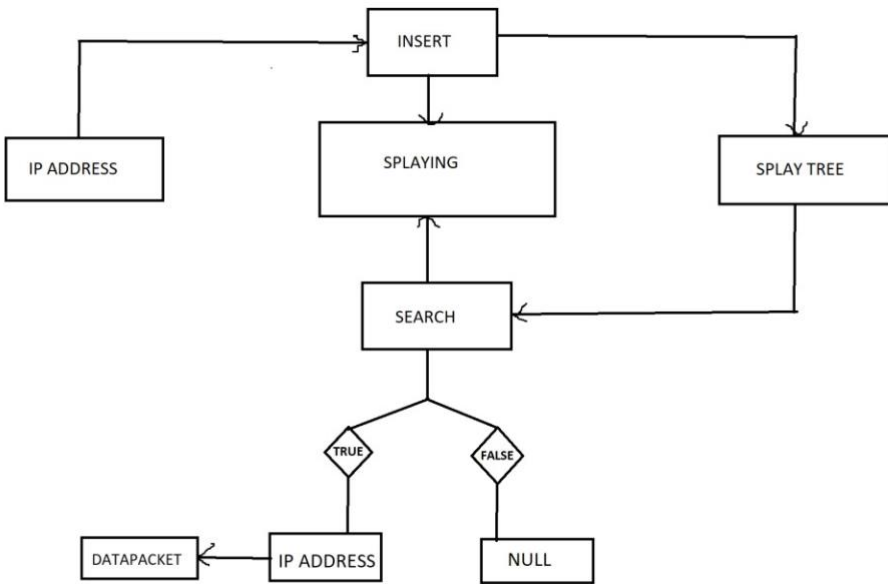 INSERT
IP ADDRESS
SPLAYING
SPLAY TREE
SEARCH
TRUE
FALSE
DATAPACKET
IP ADDRESS
NULL